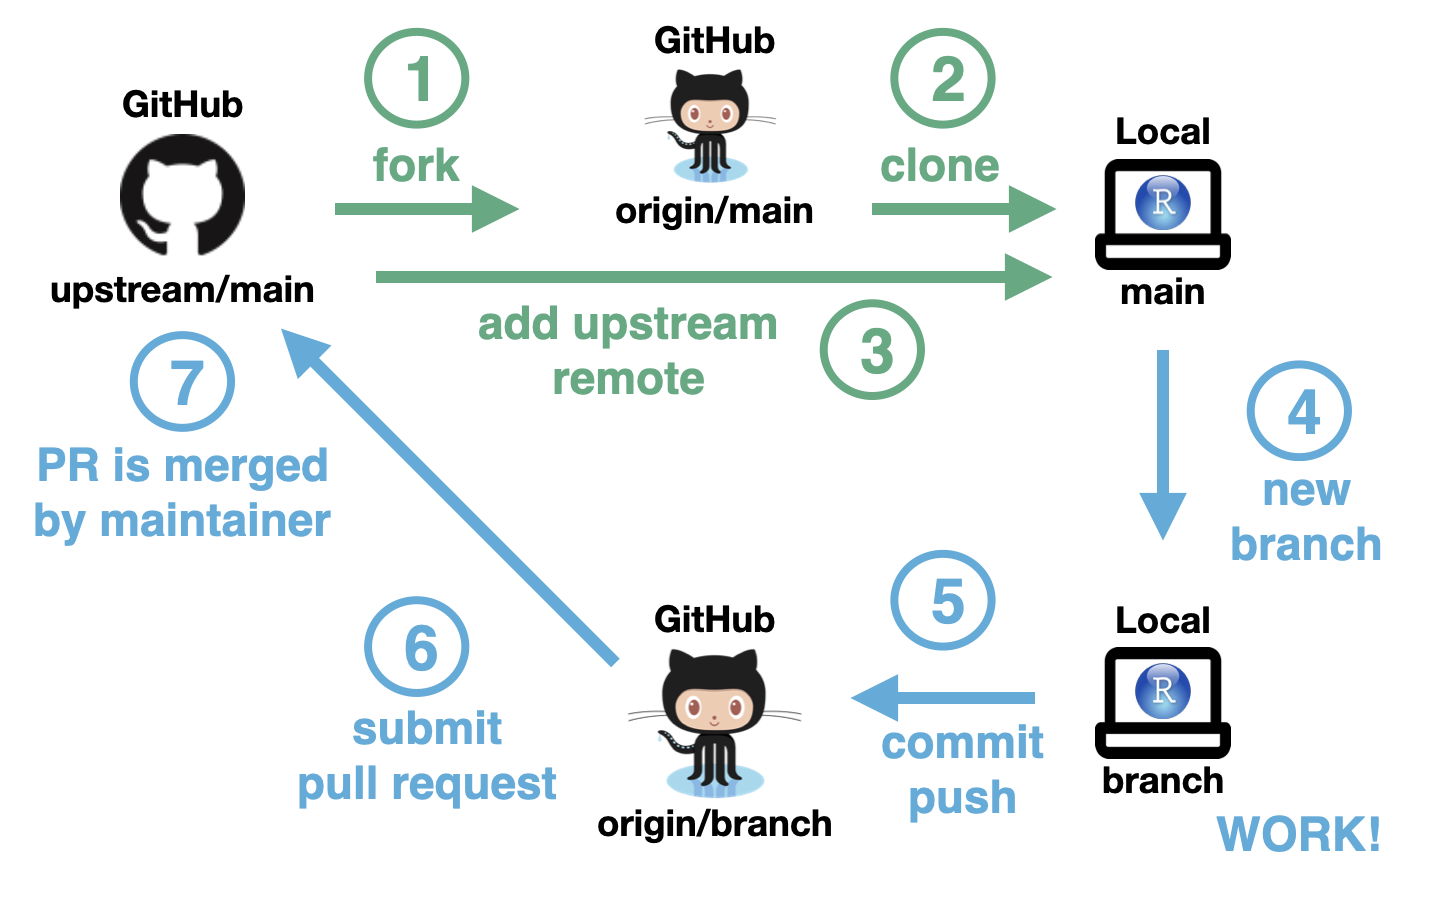 GitHub
upstream/main
1
fork
GitHub
origin/main
2
clone
Local
R
main
add upstream
remote
3
4
new
branch
Local
R
branch
WORK!
5
commit
push
GitHub
origin/branch
6
submit
pull request
7
PR is merged
by maintainer